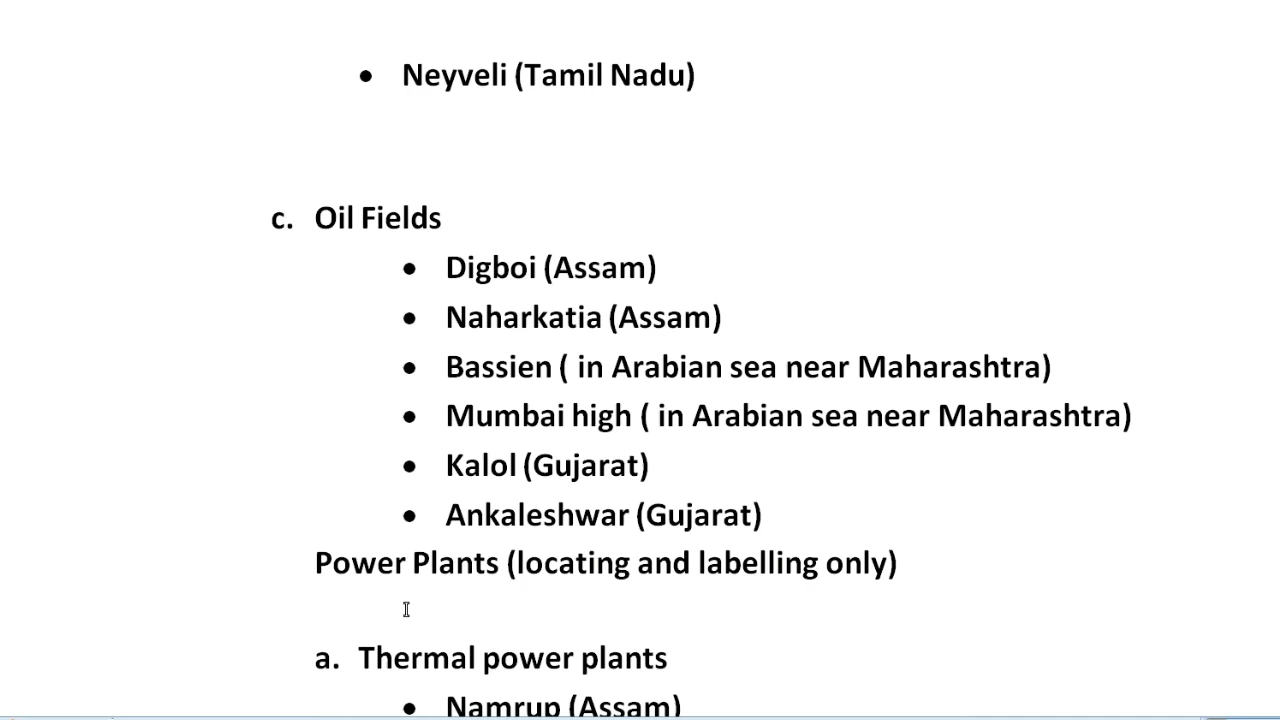 • Neyveli (Tamil Nadu)
c. Oil Fields
• Digboi (Assam)
• Naharkatia (Assam)
• Bassien ( in Arabian sea near Maharashtra)
• Mumbai high ( in Arabian sea near Maharashtra)
• Kalol (Gujarat)
• Ankaleshwar (Gujarat)
Power Plants (locating and labelling only)
a. Thermal power plants
• Namrup (Assam)